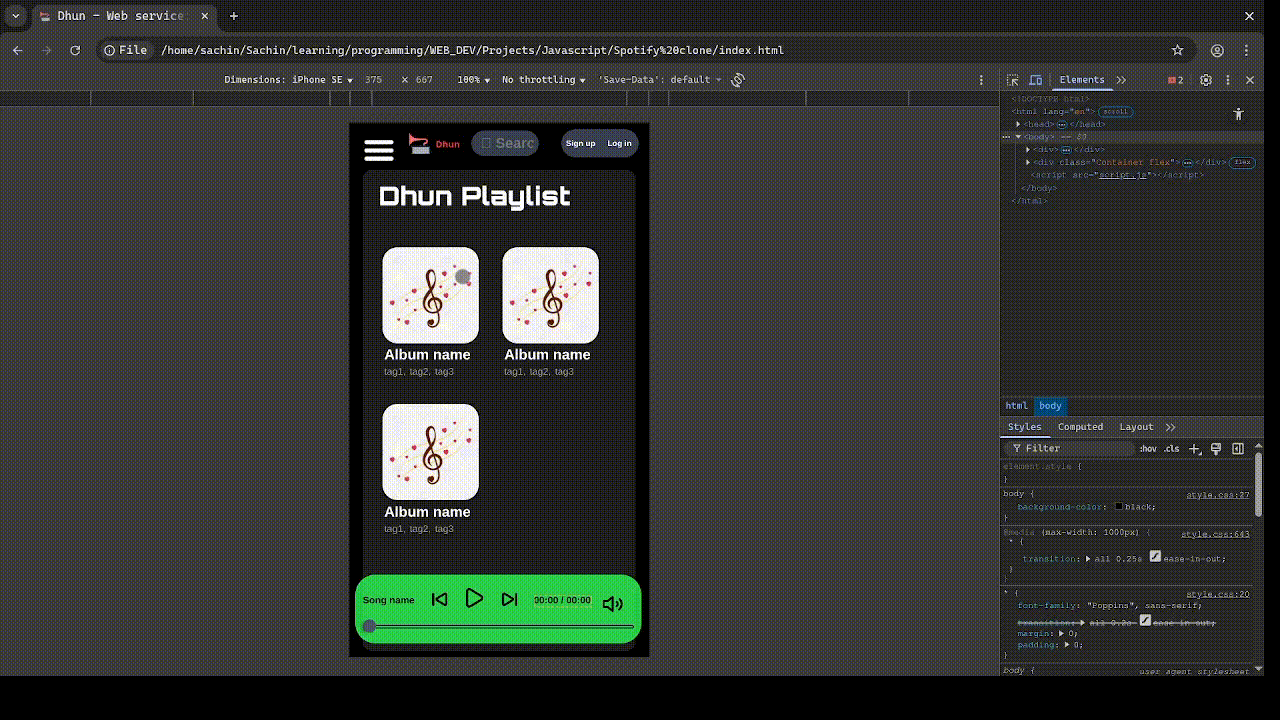 Dhun - Web service
File
/home/sachin/Sachin/learning/programming/WEB_DEV/Projects/Javascript/Spotify%20clone/index.html
Dimensions: iPhone SE 375 × 667 100% No throttling 'Save-Data': default
Elements 2
<!DOCTYPE html>
<html lang="en"> scroll
<head> </head>
<body> == $0
<div> </div>
<div class="Container flex"> </div> flex
<script src="script.js"></script>
</body>
</html>
Dhun
Searc
Sign up
Log in
Dhun Playlist
Album name
tag1, tag2, tag3
Album name
tag1, tag2, tag3
Album name
tag1, tag2, tag3
Song name
00:00 / 00:00
html body
Styles Computed Layout
Filter :hov .cls
element.style {
}
body { style.css:27
background-color: black;
}
@media (max-width: 1000px) {
* { style.css:643
transition: all 0.25s ease-in-out;
}
}
* { style.css:20
font-family: "Poppins", sans-serif;
transition: all 0.2s ease-in-out;
margin: 0;
padding: 0;
}
body { user agent stylesheet